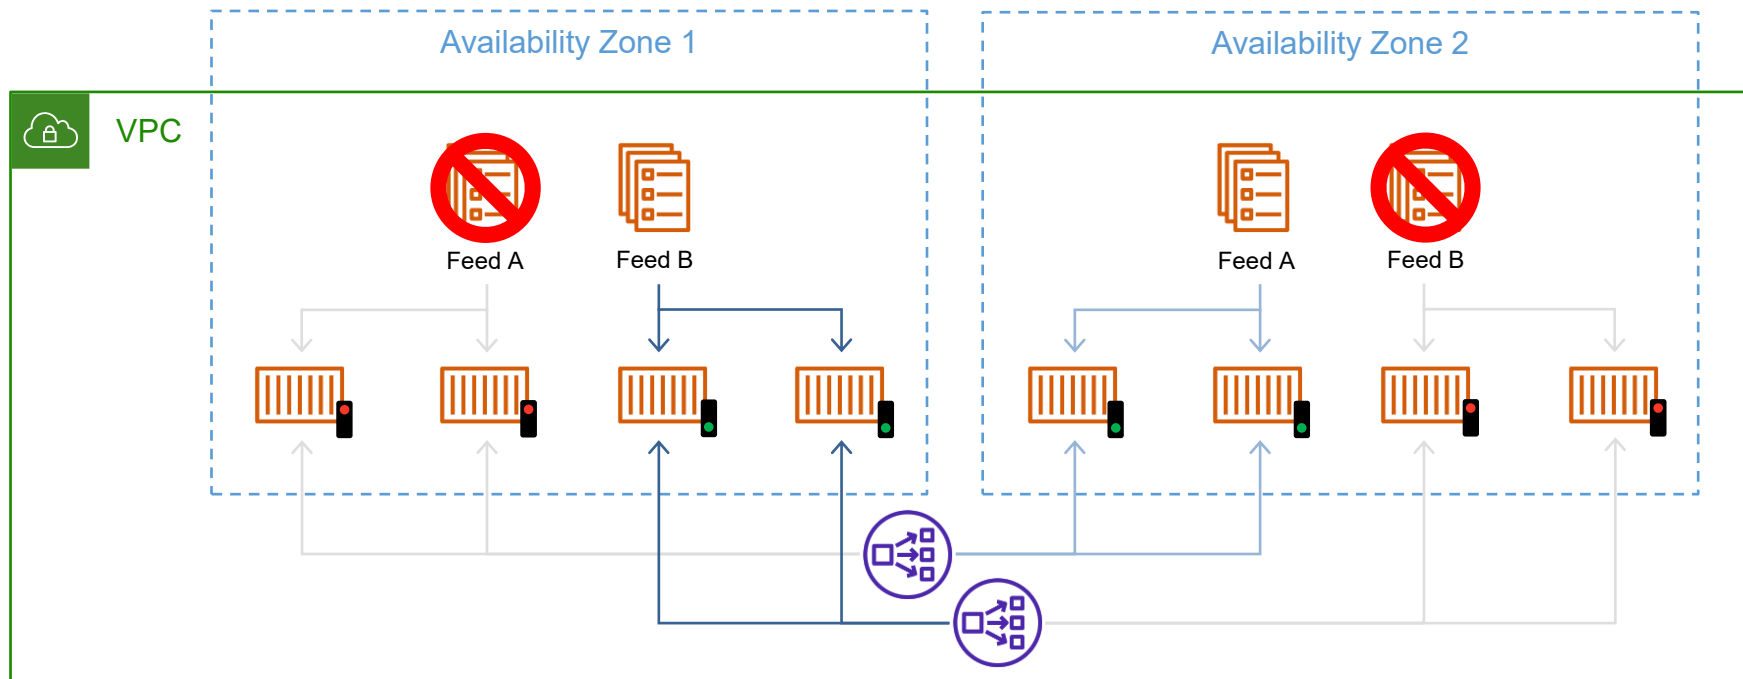 Availability Zone 1
Availability Zone 2
VPC
Feed A
Feed B
Feed A
Feed B